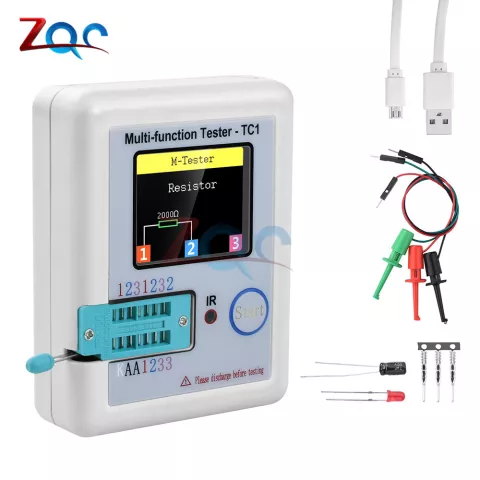 ZQC
Multi-function Tester - TC1
M-Tester
Resistor
2000Ω
1 2 3
ZQC
1231232
IR
Start
KAA1233
Please discharge before testing